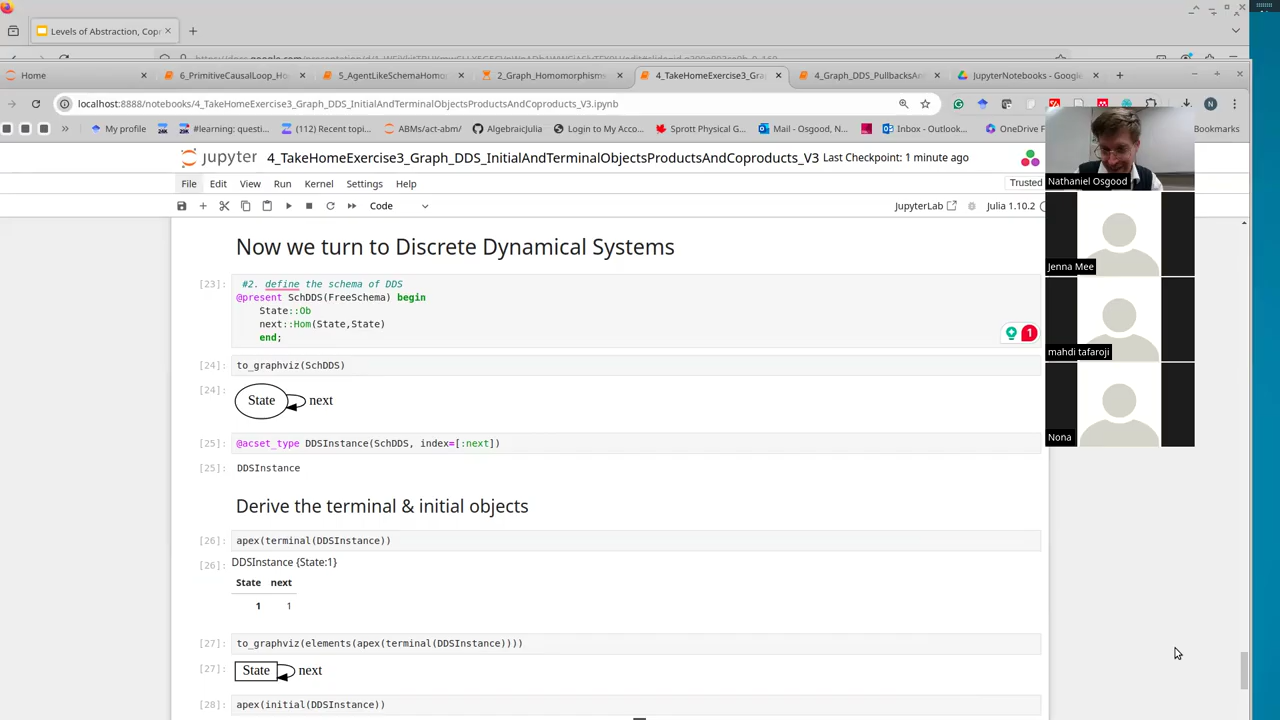 Levels of Abstraction, Cop
Home
6_PrimitiveCausalLoop_Ho
5_AgentLikeSchemaHomo
2_Graph_Homomorphism
4_TakeHomeExercise3_Gra
4_Graph_DDS_PullbacksAn
JupyterNotebooks - Google
localhost:8888/notebooks/4_TakeHomeExercise3_Graph_DDS_InitialAndTerminalObjectsProductsAndCoproducts_V3.ipynb
My profile
#learning: questi...
(112) Recent topi...
ABMs/act-abm/
AlgebraicJulia
Login to My Acco...
Sprott Physical G...
Mail - Osgood, N...
Inbox - Outlook...
OneDrive
Bookmarks
jupyter 4_TakeHomeExercise3_Graph_DDS_InitialAndTerminalObjectsProductsAndCoproducts_V3 Last Checkpoint: 1 minute ago
File Edit View Run Kernel Settings Help
Trusted
Code
JupyterLab
Julia 1.10.2
Now we turn to Discrete Dynamical Systems
[23]:
#2. define the schema of DDS
@present SchDDS(FreeSchema) begin
State::Ob
next::Hom(State,State)
end;
1
[24]: to_graphviz(SchDDS)
[24]:
State next
[25]: @acset_type DDSInstance(SchDDS, index=[:next])
[25]: DDSInstance
Derive the terminal & initial objects
[26]: apex(terminal(DDSInstance))
[26]: DDSInstance {State:1}
State next
1 1
[27]: to_graphviz(elements(apex(terminal(DDSInstance))))
[27]: State next
[28]: apex(initial(DDSInstance))
Nathaniel Osgood
Jenna Mee
mahdi tafaroji
Nona